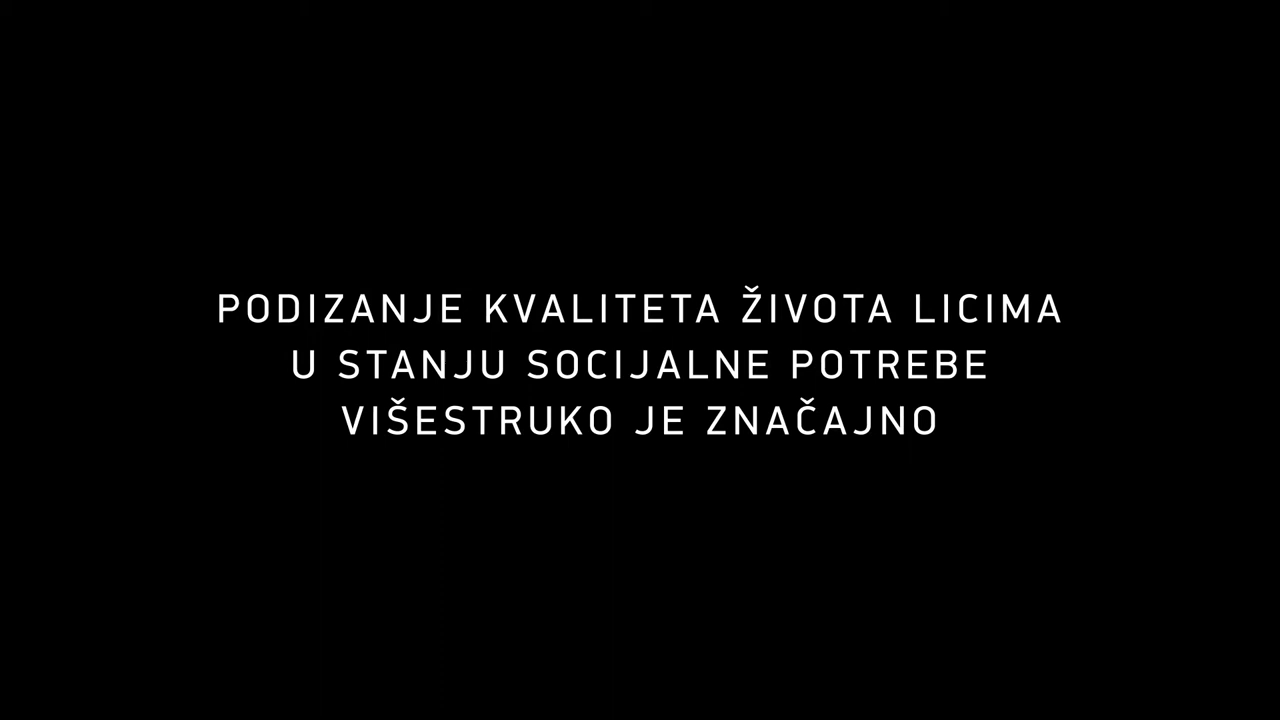 PODIZANJE KVALITETA ŽIVOTA LICIMA
U STANJU SOCIJALNE POTREBE
VIŠESTRUKO JE ZNAČAJNO